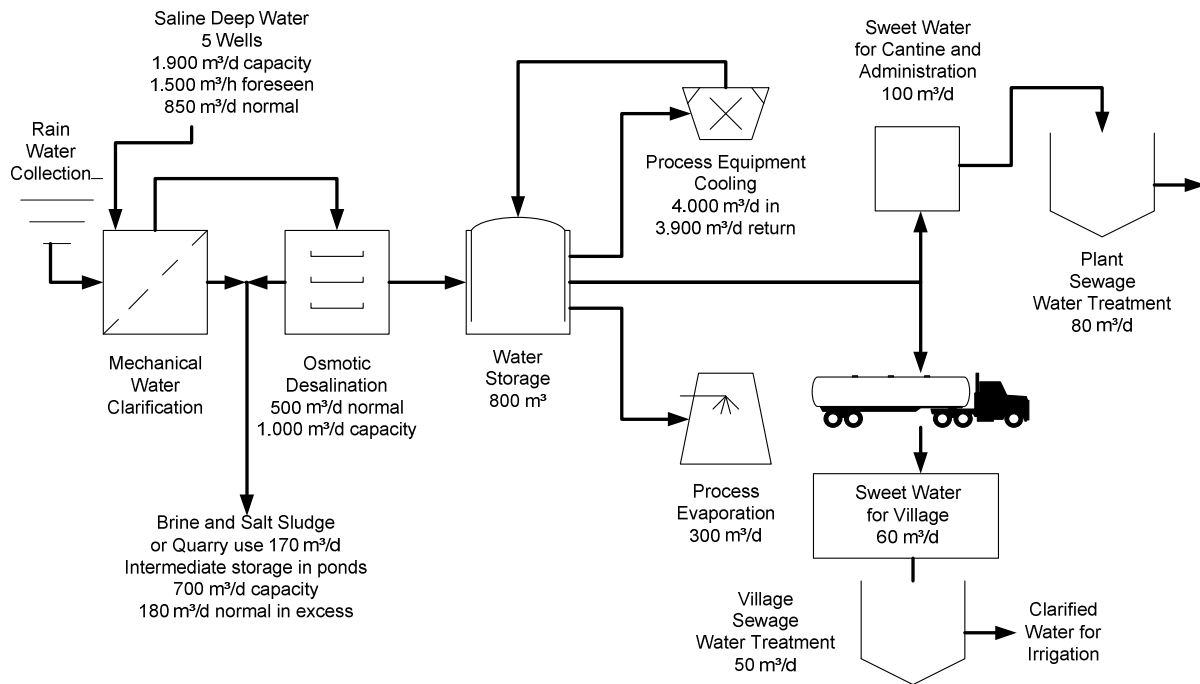 Saline Deep Water
5 Wells
1.900 m³/d capacity
1.500 m³/h foreseen
850 m³/d normal
Rain
Water
Collection
Mechanical
Water
Clarification
Osmotic
Desalination
500 m³/d normal
1.000 m³/d capacity
Brine and Salt Sludge
or Quarry use 170 m³/d
Intermediate storage in ponds
700 m³/d capacity
180 m³/d normal in excess
Water
Storage
800 m³
Process Equipment
Cooling
4.000 m³/d in
3.900 m³/d return
Process
Evaporation
300 m³/d
Sweet Water
for Cantine and
Administration
100 m³/d
Plant
Sewage
Water Treatment
80 m³/d
Sweet Water
for Village
60 m³/d
Village
Sewage
Water Treatment
50 m³/d
Clarified
Water for
Irrigation